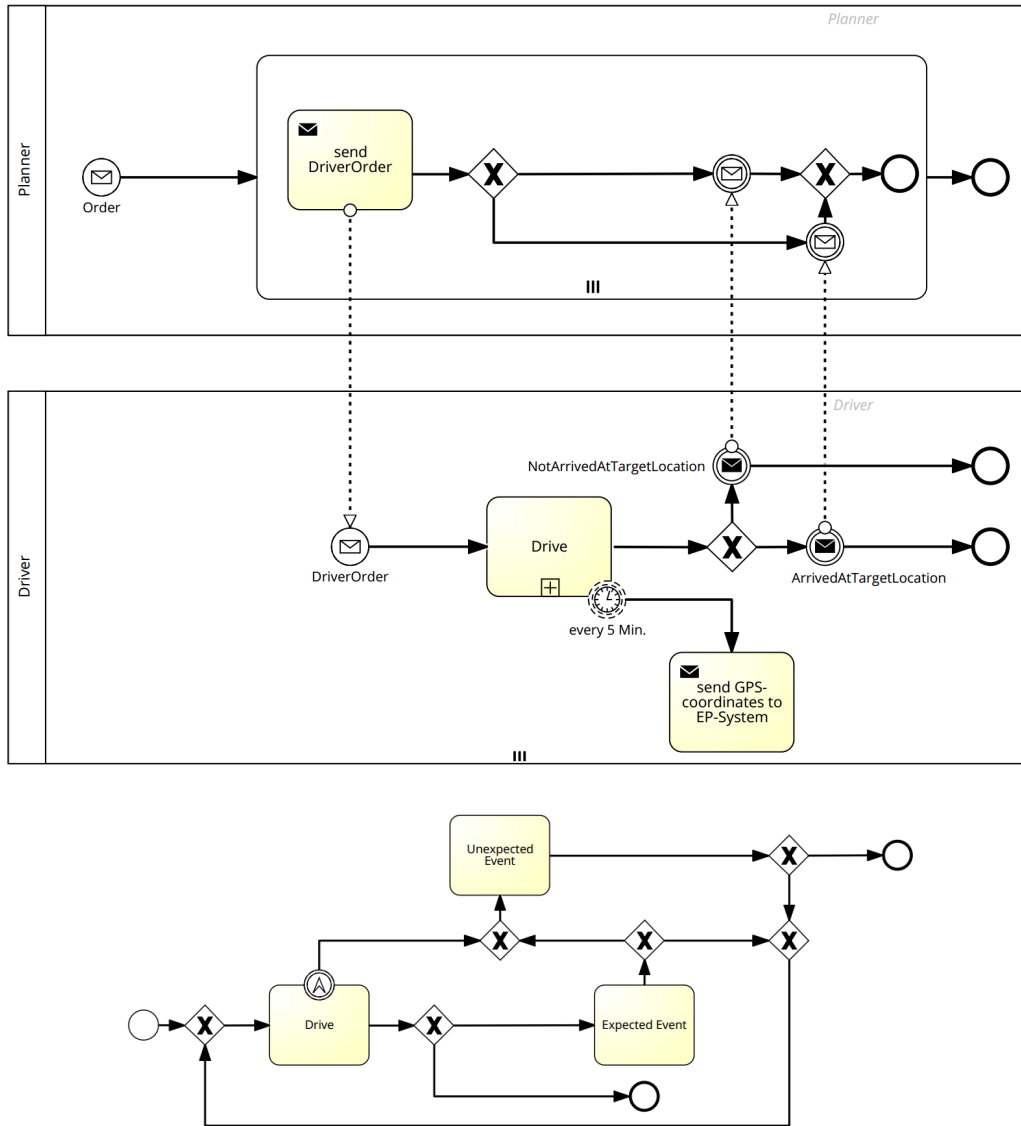 Planner
Planner
send
DriverOrder
Order
Driver
Driver
NotArrivedAtTargetLocation
Drive
DriverOrder
ArrivedAtTargetLocation
every 5 Min.
send GPS-
coordinates to
EP-System
Unexpected
Event
Drive
Expected Event